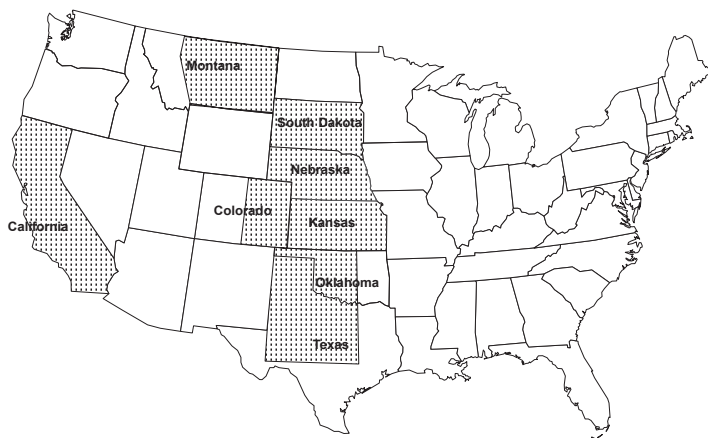 Montana
South Dakota
Nebraska
Colorado
California
Kansas
Oklahoma
Texas